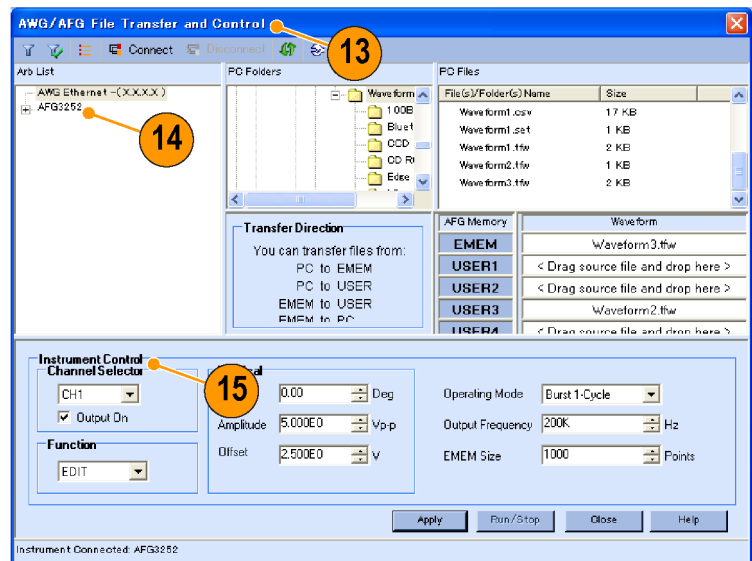 AWG/AFG File Transfer and Control
13
Connect
Disconnect
Arb List
AWG Ethernet -(X.X.X.X )
AFG3252
14
PC Folders
Waveform
100B
Bluet
CCD
CD R
Edge
PC Files
File(s)/Folder(s) Name Size
Waveform1.csv 17 KB
Waveform1.set 1 KB
Waveform1.tfw 2 KB
Waveform2.tfw 1 KB
Waveform3.tfw 2 KB
Transfer Direction
You can transfer files from:
PC to EMEM
PC to USER
EMEM to USER
EMEM to PC
AFG Memory Waveform
EMEM Waveform3.tfw
USER1 < Drag source file and drop here >
USER2 < Drag source file and drop here >
USER3 Waveform2.tfw
USER4 < Drag source file and drop here >
Instrument Control
15
Channel Selector
CH1
Output On
Function
EDIT
0.00 Deg
Amplitude 5.000E0 Vp-p
Offset 2.500E0 V
Operating Mode Burst 1-Cycle
Output Frequency 200K Hz
EMEM Size 1000 Points
Apply Run/Stop Close Help
Instrument Connected: AFG3252